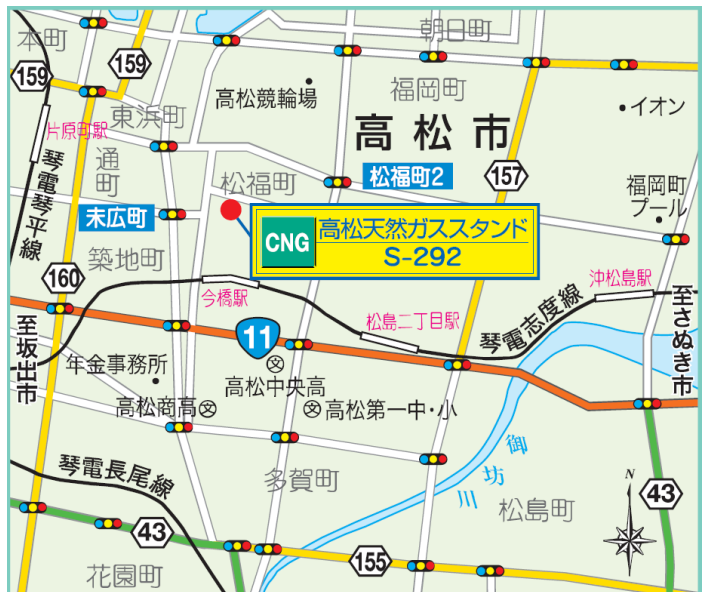 本町
朝日町
159
159
高松競輪場
福岡町
イオン
東浜町
高松市
片原町駅
通町
松福町
松福町2
157
福岡町
プール
琴電琴平線
末広町
CNG
高松天然ガススタンド
S-292
築地町
160
今橋駅
沖松島駅
松島二丁目駅
琴電志度線
至さぬき市
至坂出市
11
年金事務所
高松中央高
文
高松商高
文
文
高松第一中・小
御坊川
琴電長尾線
多賀町
松島町
N
43
43
155
花園町